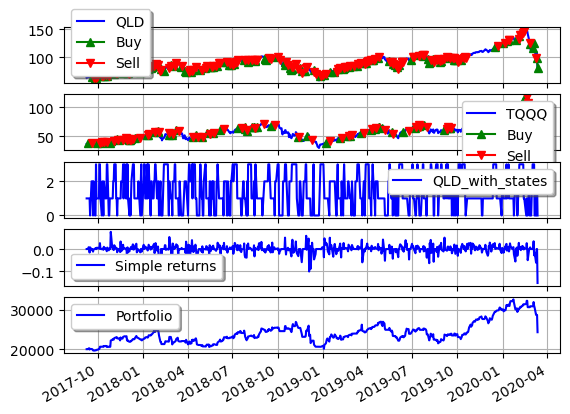 150
100
QLD
Buy
Sell
100
50
TQQQ
Buy
Sell
2
0
QLD_with_states
0.0
−0.1
Simple returns
30000
20000
Portfolio
2017-10
2018-01
2018-04
2018-07
2018-10
2019-01
2019-04
2019-07
2019-10
2020-01
2020-04